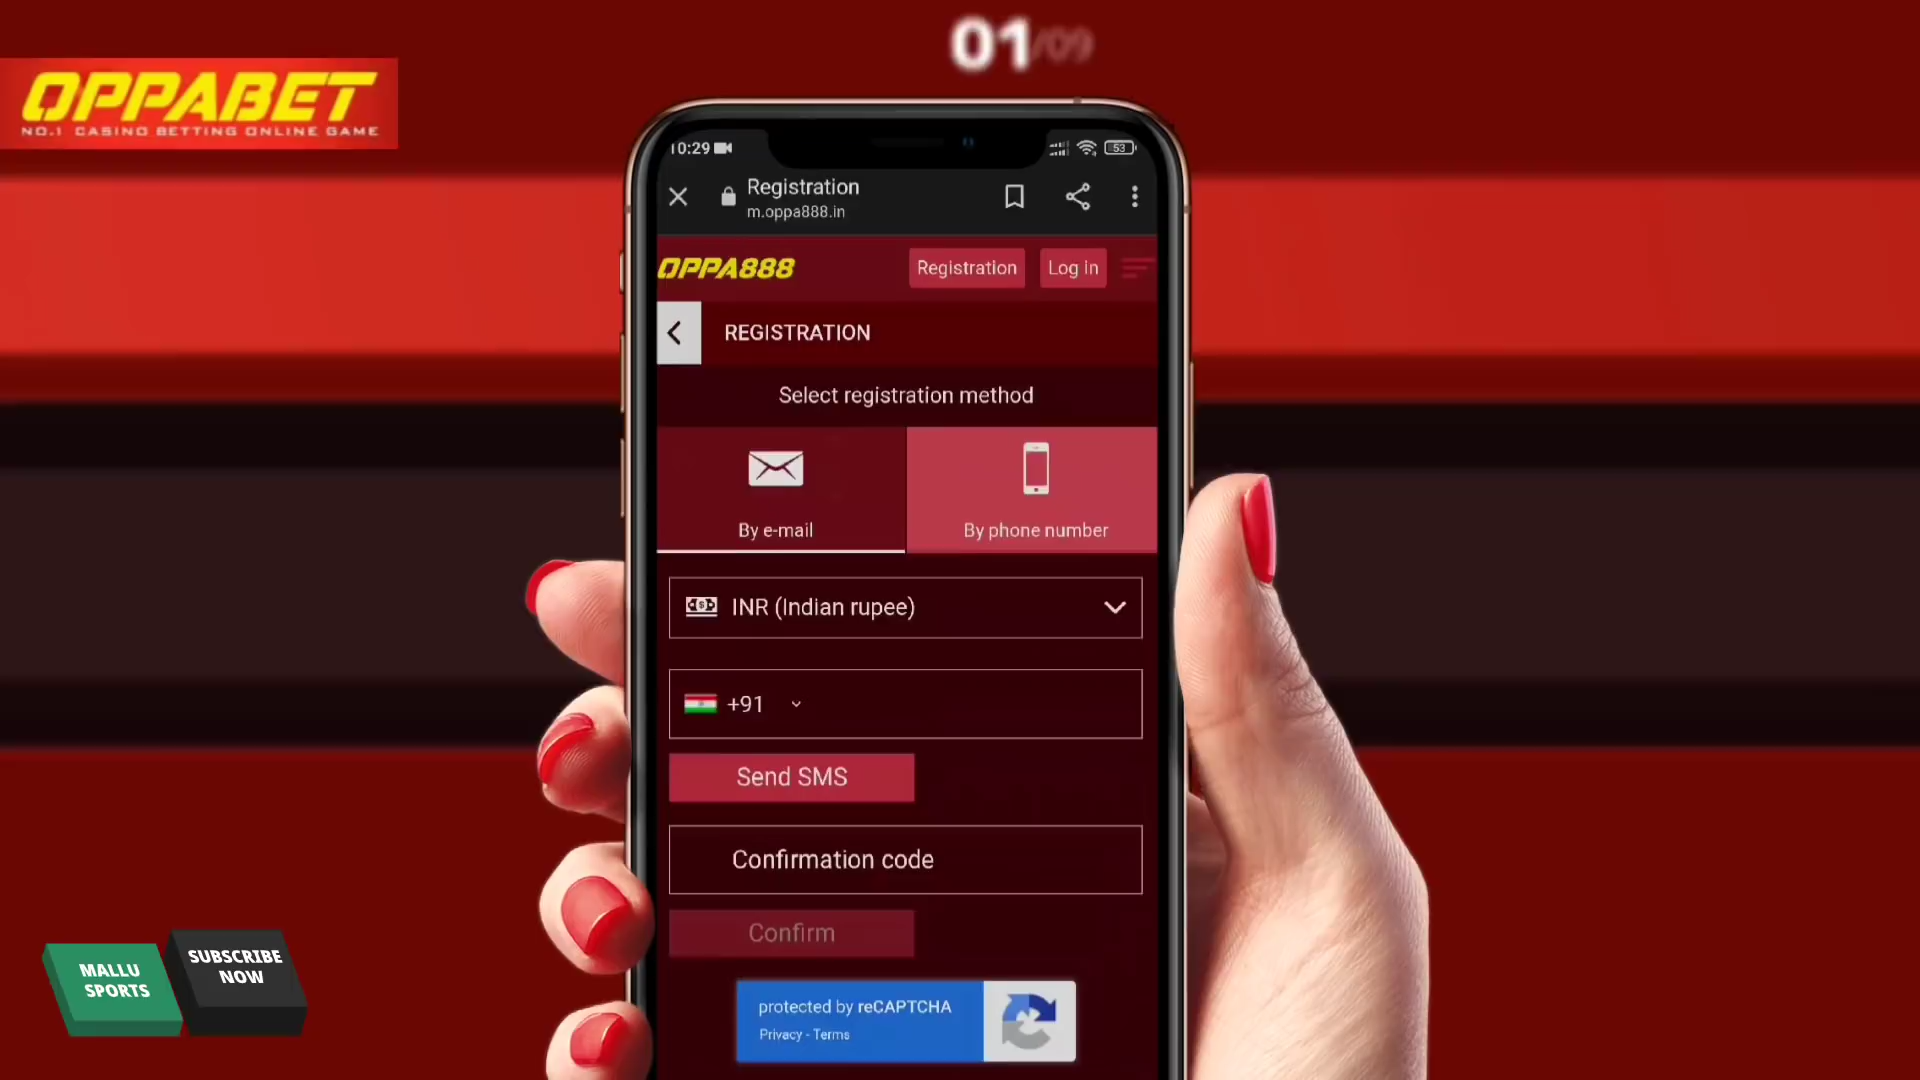 01/09
OPPABET
NO.1 CASINO BETTING ONLINE GAME
10:29
53
Registration
m.oppa888.in
OPPA888
Registration
Log in
REGISTRATION
Select registration method
By e-mail
By phone number
INR (Indian rupee)
+91
Send SMS
Confirmation code
Confirm
protected by reCAPTCHA
Privacy - Terms
MALLU
SPORTS
SUBSCRIBE
NOW